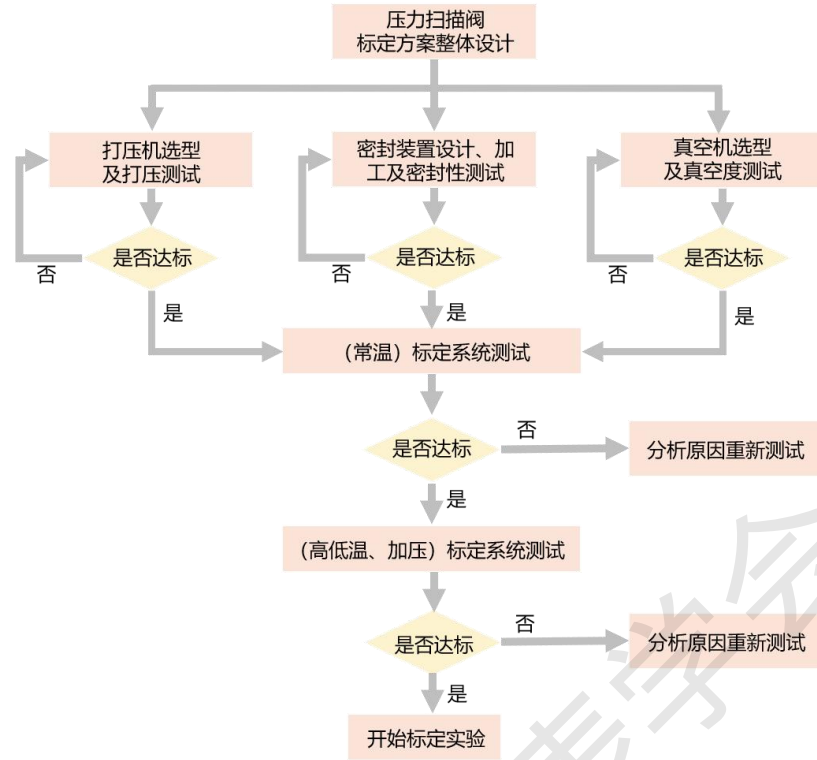 压力扫描阀
标定方案整体设计
打压机选型
及打压测试
密封装置设计、加
工及密封性测试
真空机选型
及真空度测试
是否达标
是否达标
是否达标
否
否
否
是
是
是
（常温）标定系统测试
是否达标
否
分析原因重新测试
是
（高低温、加压）标定系统测试
是否达标
否
分析原因重新测试
是
开始标定实验
表学会